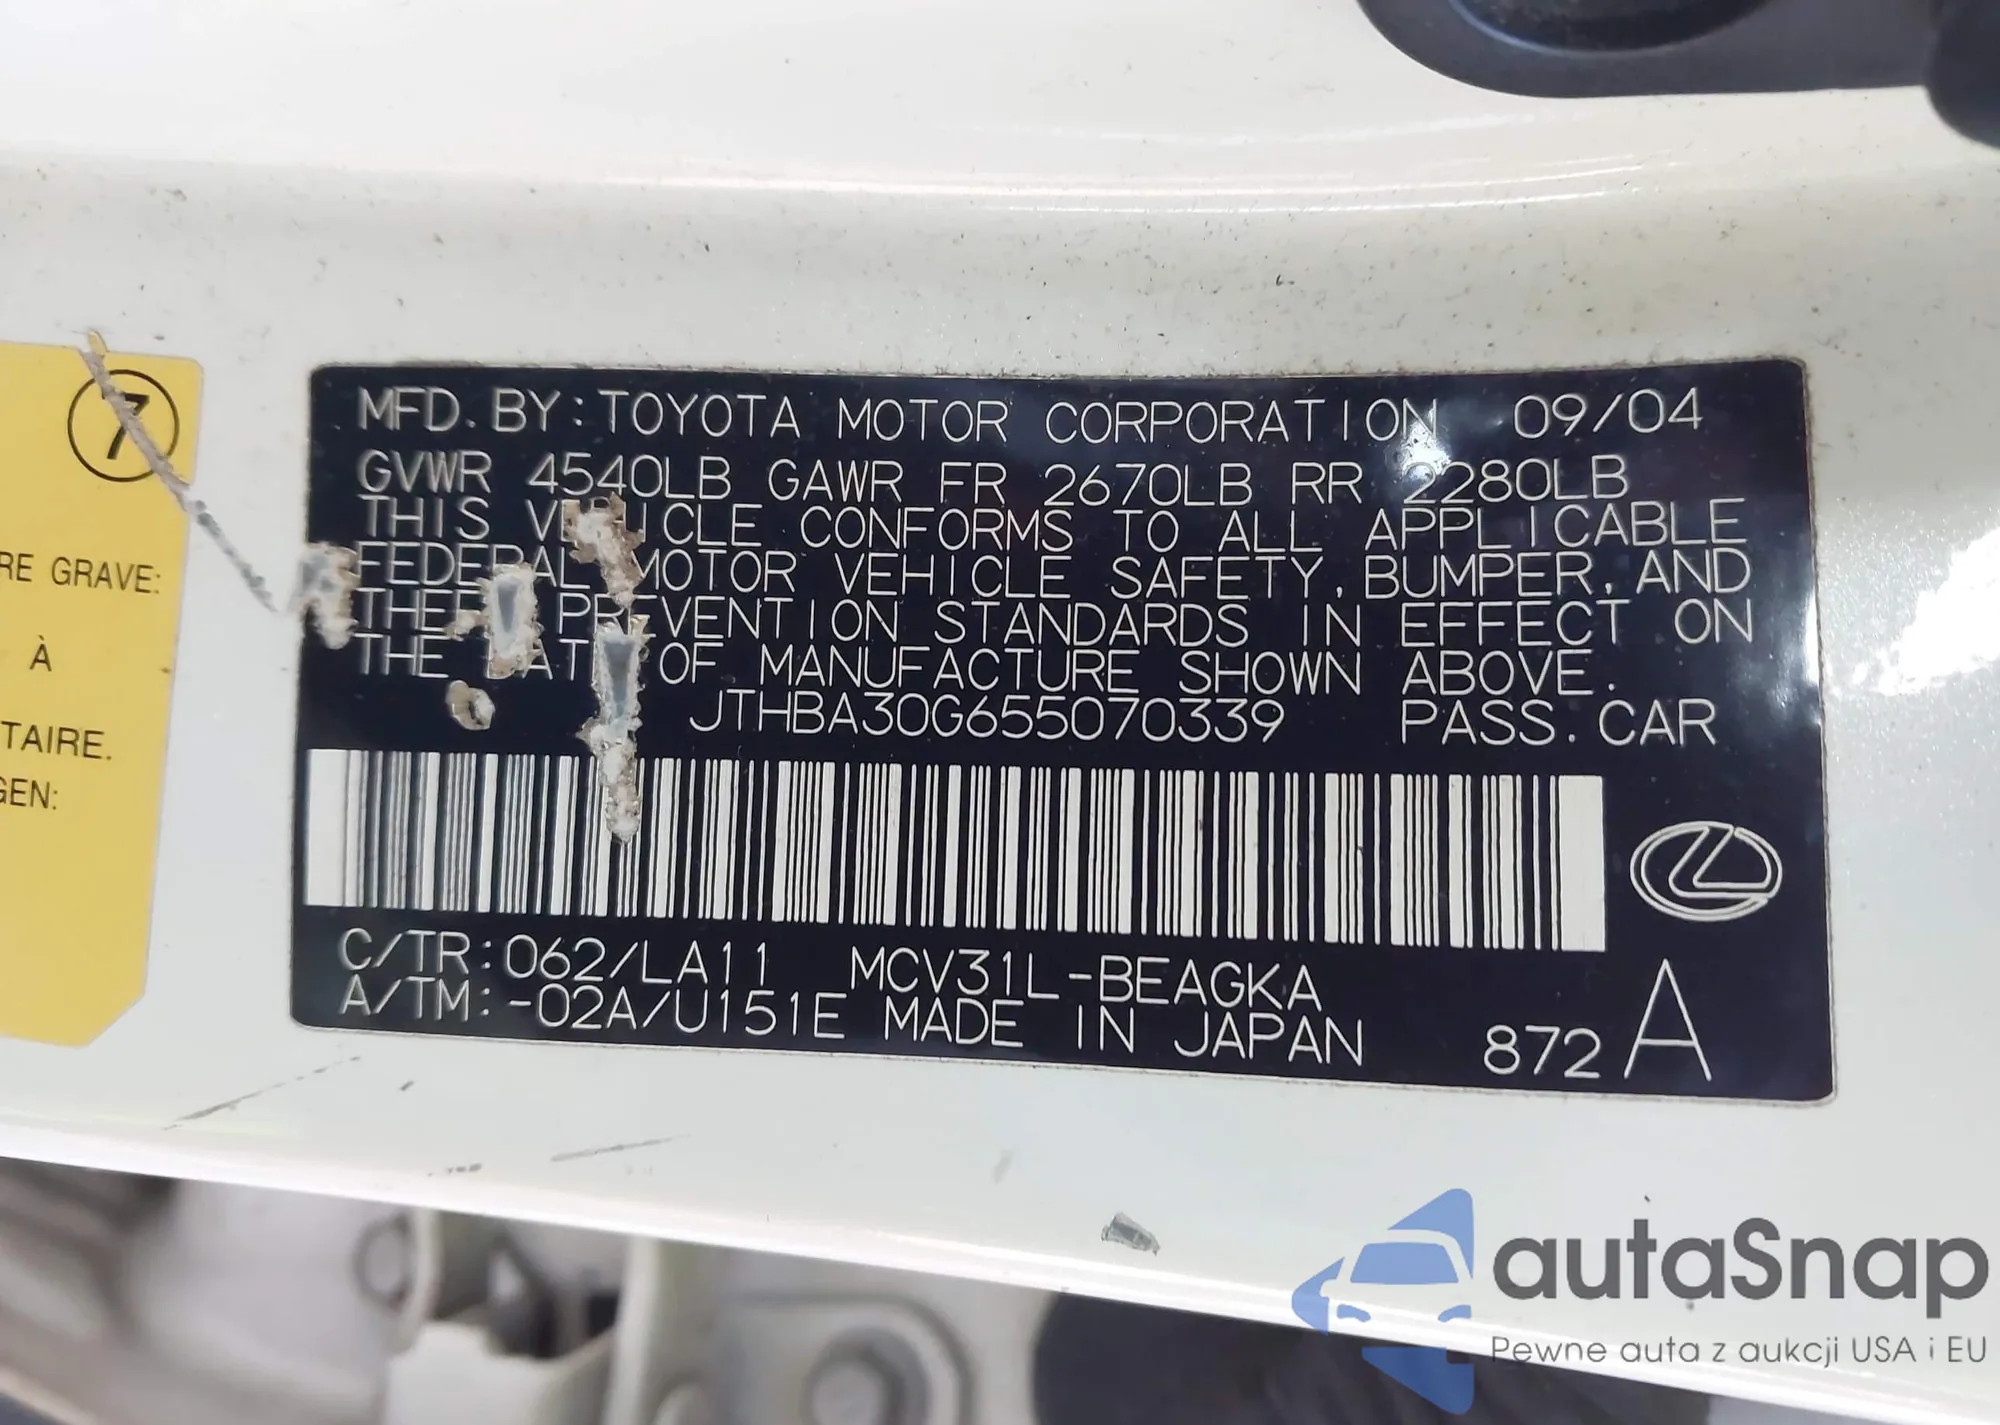 7
RE GRAVE:
À
TAIRE.
GEN:
MFD. BY: TOYOTA MOTOR CORPORATION 09/04
GVWR 4540LB GAWR FR 2670LB RR 2280LB
THIS VEHICLE CONFORMS TO ALL APPLICABLE
FEDERAL MOTOR VEHICLE SAFETY, BUMPER, AND
THEFT PREVENTION STANDARDS IN EFFECT ON
THE DATE OF MANUFACTURE SHOWN ABOVE.
JTHBA30G655070339 PASS. CAR
C/TR: 062/LA11 MCV31L-BEAGKA
A/TM: -02A/U151E MADE IN JAPAN 872A
autaSnap
Pewne auta z aukcji USA i EU